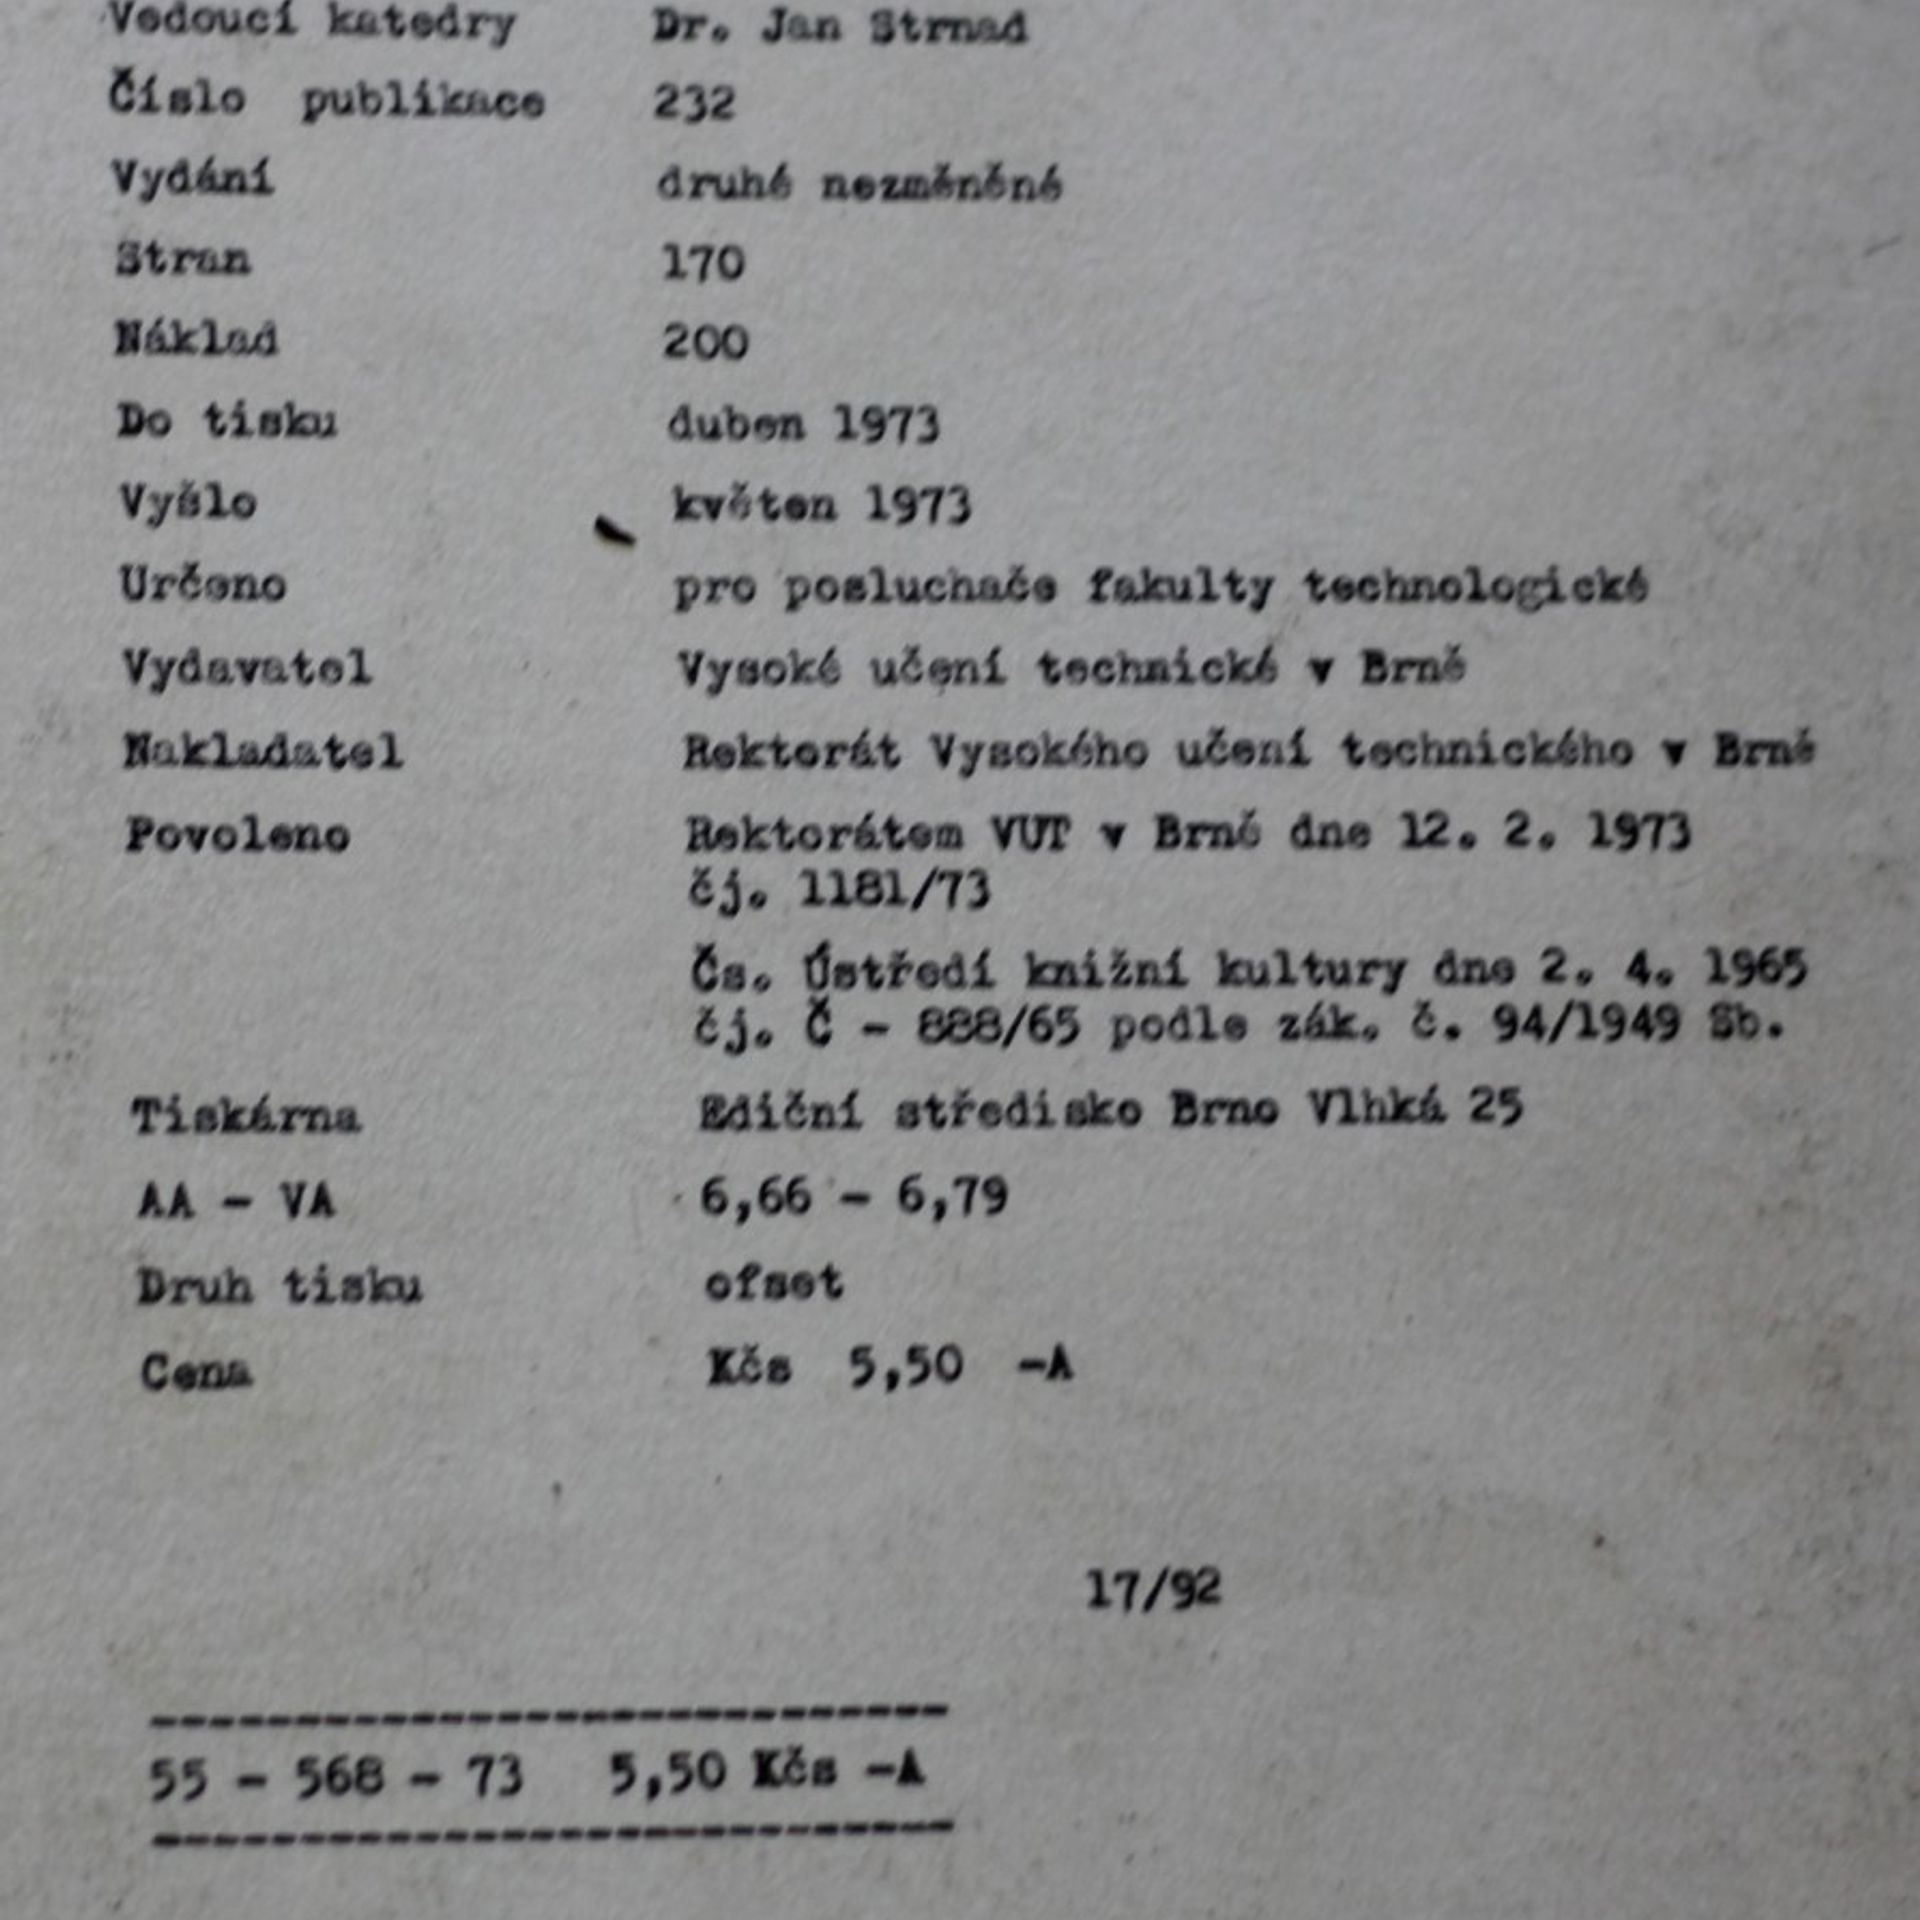 Vedoucí katedry Dr. Jan Strnad
Číslo publikace 232
Vydání druhé nezměněné
Stran 170
Náklad 200
Do tisku duben 1973
Vyšlo květen 1973
Určeno pro posluchače fakulty technologické
Vydavatel Vysoké učení technické v Brně
Nakladatel Rektorát Vysokého učení technického v Brně
Povoleno Rektorátem VUT v Brně dne 12. 2. 1973
čj. 1181/73
Čs. Ústředí knižní kultury dne 2. 4. 1965
čj. Č - 888/65 podle zák. č. 94/1949 Sb.
Tiskárna Ediční středisko Brno Vlhká 25
AA - VA 6,66 - 6,79
Druh tisku ofset
Cena Kčs 5,50 -A
17/92
55 - 568 - 73 5,50 Kčs -A